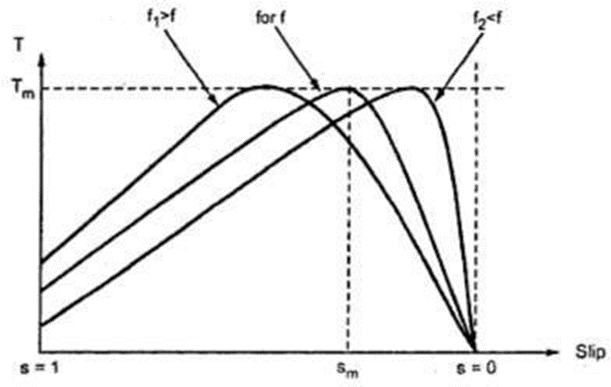 f₁>f
for f
f₂<f
T
Tₘ
Slip
s = 1
sₘ
s = 0